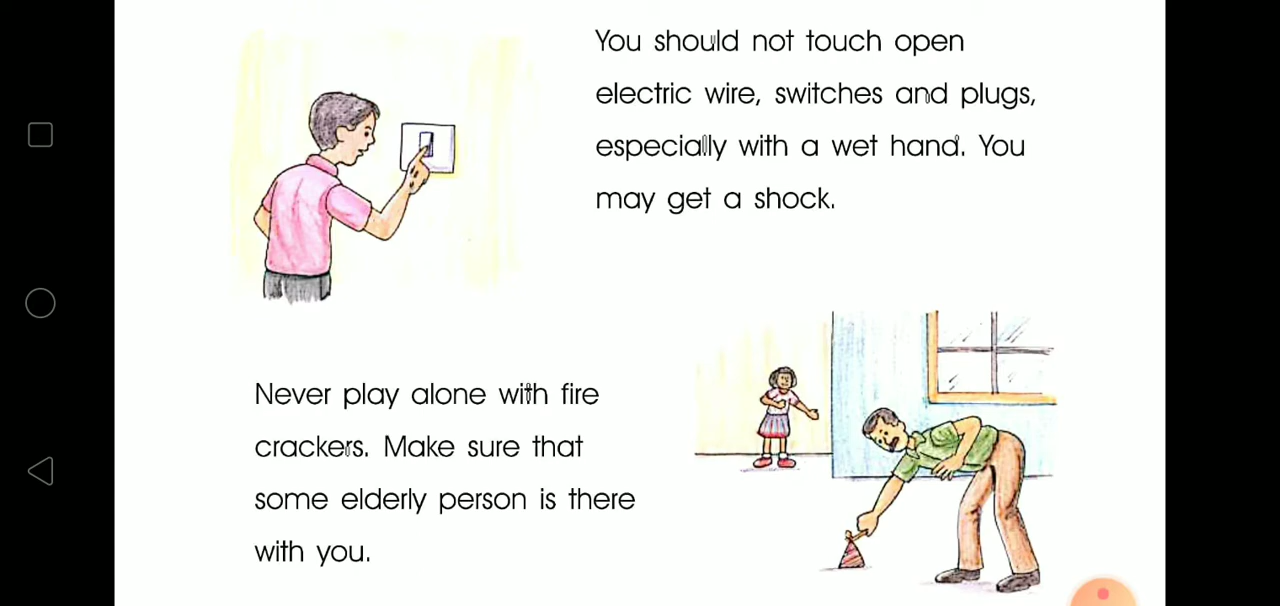 You should not touch open
electric wire, switches and plugs,
especially with a wet hand. You
may get a shock.
Never play alone with fire
crackers. Make sure that
some elderly person is there
with you.